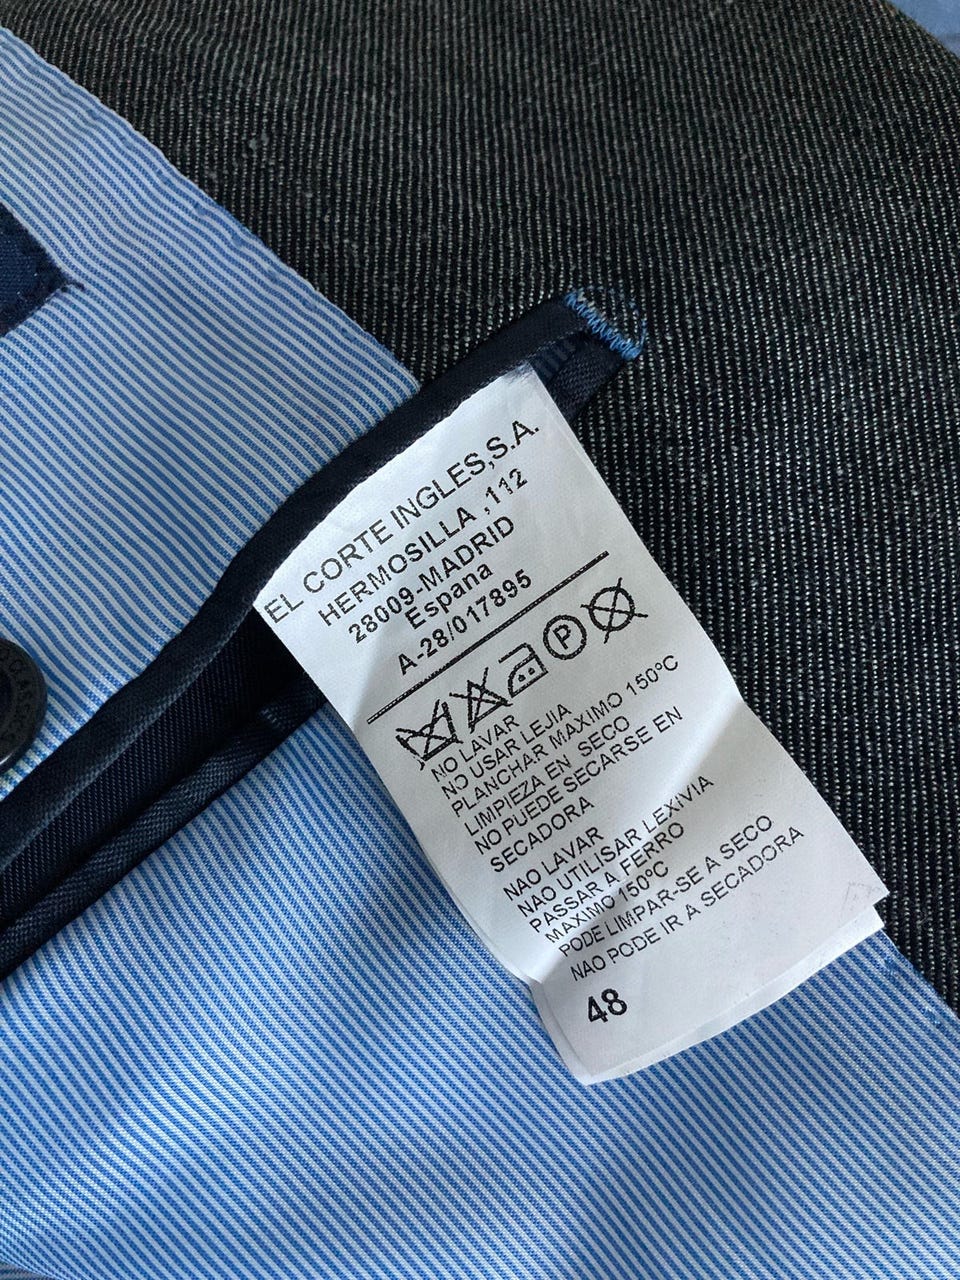 EL CORTE INGLES,S.A.
HERMOSILLA ,112
28009-MADRID
Espana
A-28/017895
P
NO LAVAR
NO USAR LEJIA
PLANCHAR MAXIMO 150ºC
LIMPIEZA EN SECO
NO PUEDE SECARSE EN
SECADORA
NAO LAVAR
NAO UTILISAR LEXIVIA
PASSAR A FERRO
MAXIMO 150ºC
PODE LIMPAR-SE A SECO
NAO PODE IR A SECADORA
48